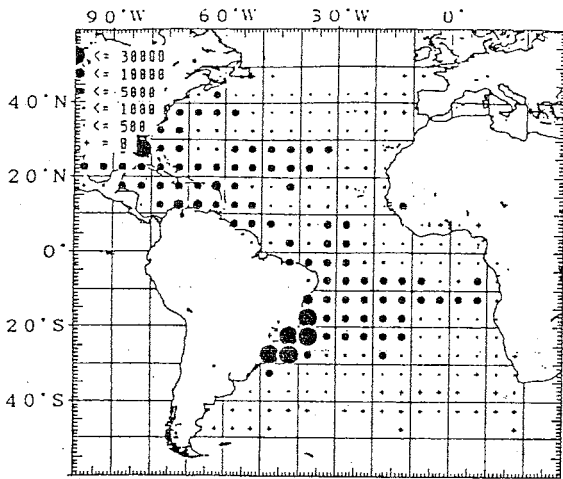 90°W 60°W 30°W 0°
<= 30000
<= 10000
<= 5000
<= 1000
<= 500
+ = 0
40°N
20°N
0°
20°S
40°S